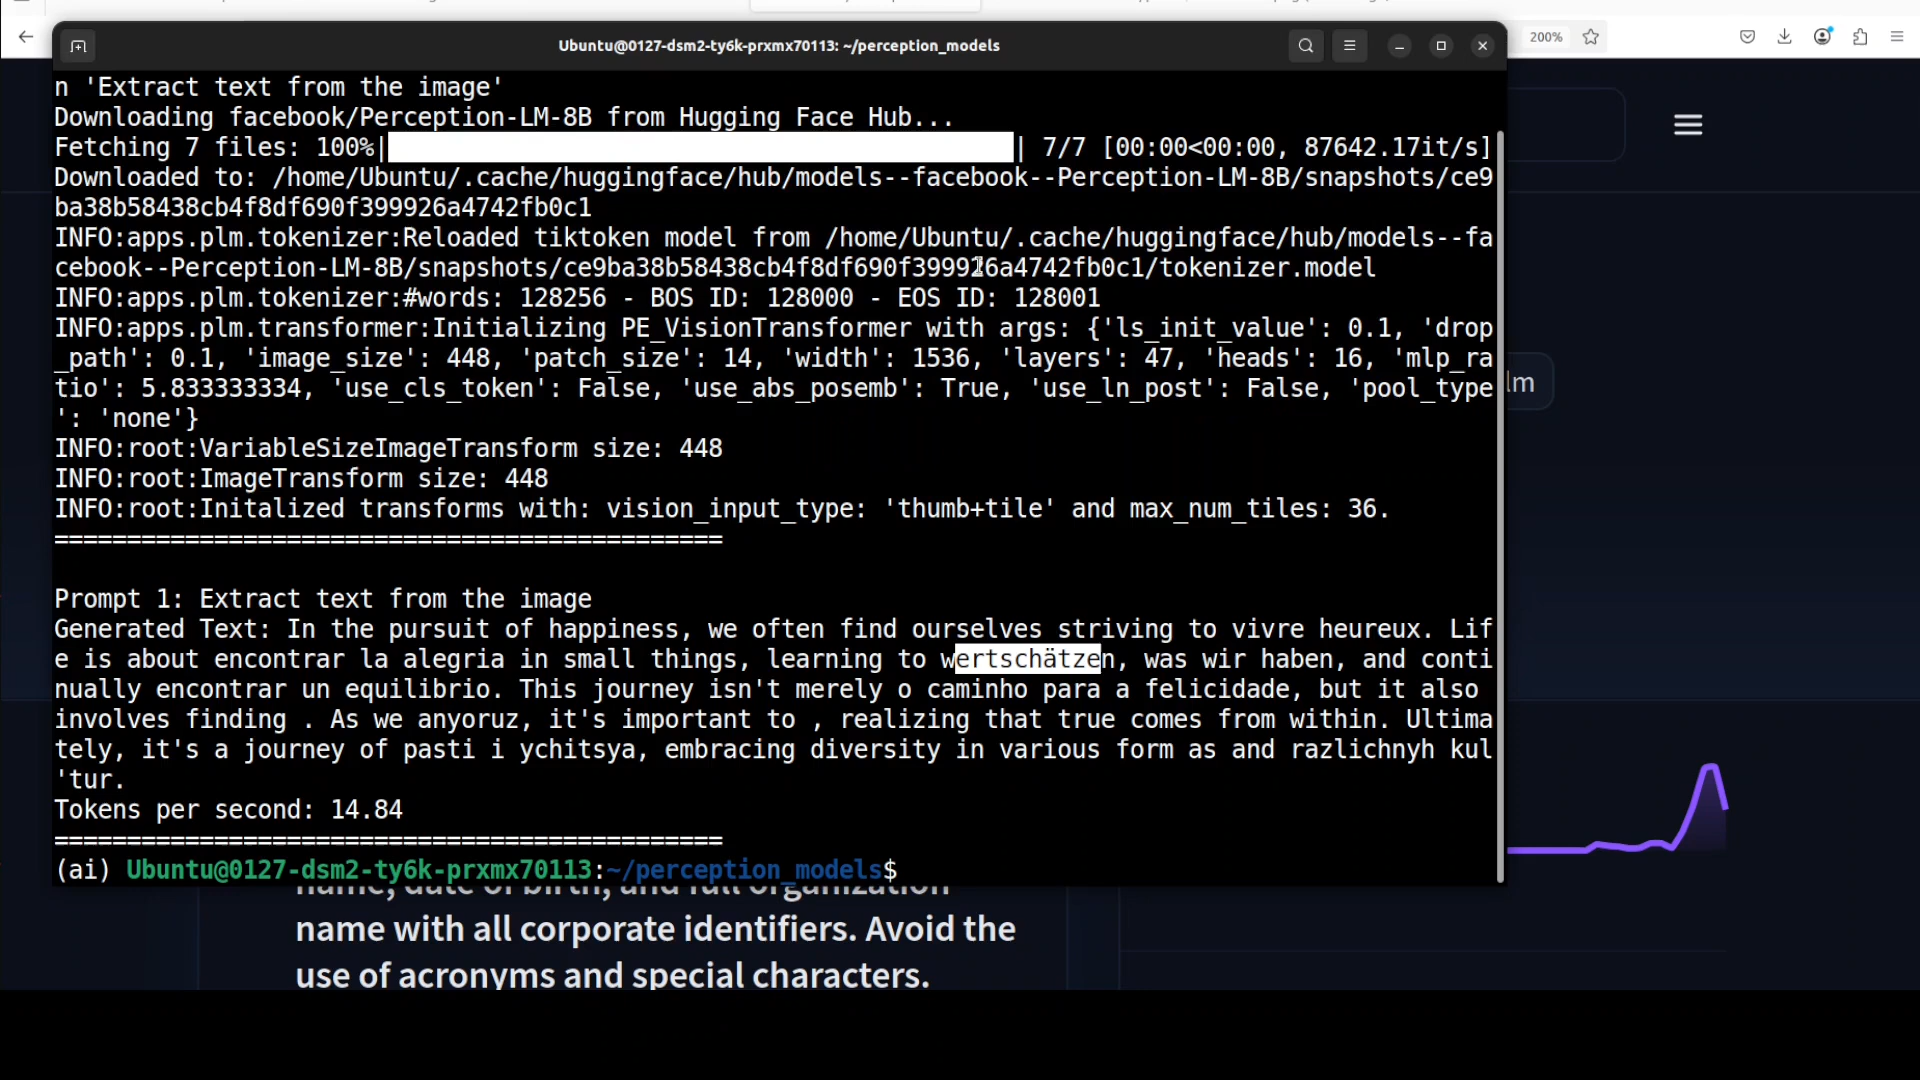 200%
Ubuntu@0127-dsm2-ty6k-prxmx70113: ~/perception_models
n 'Extract text from the image'
Downloading facebook/Perception-LM-8B from Hugging Face Hub...
Fetching 7 files: 100%| | 7/7 [00:00<00:00, 87642.17it/s]
Downloaded to: /home/Ubuntu/.cache/huggingface/hub/models--facebook--Perception-LM-8B/snapshots/ce9
ba38b58438cb4f8df690f399926a4742fb0c1
INFO:apps.plm.tokenizer:Reloaded tiktoken model from /home/Ubuntu/.cache/huggingface/hub/models--fa
cebook--Perception-LM-8B/snapshots/ce9ba38b58438cb4f8df690f399926a4742fb0c1/tokenizer.model
INFO:apps.plm.tokenizer:#words: 128256 - BOS ID: 128000 - EOS ID: 128001
INFO:apps.plm.transformer:Initializing PE_VisionTransformer with args: {'ls_init_value': 0.1, 'drop
_path': 0.1, 'image_size': 448, 'patch_size': 14, 'width': 1536, 'layers': 47, 'heads': 16, 'mlp_ra
tio': 5.833333334, 'use_cls_token': False, 'use_abs_posemb': True, 'use_ln_post': False, 'pool_type
': 'none'}
lm
INFO:root:VariableSizeImageTransform size: 448
INFO:root:ImageTransform size: 448
INFO:root:Initalized transforms with: vision_input_type: 'thumb+tile' and max_num_tiles: 36.
==============================================
Prompt 1: Extract text from the image
Generated Text: In the pursuit of happiness, we often find ourselves striving to vivre heureux. Lif
e is about encontrar la alegria in small things, learning to wertschätzen, was wir haben, and conti
nually encontrar un equilibrio. This journey isn't merely o caminho para a felicidade, but it also
involves finding . As we anyoruz, it's important to , realizing that true comes from within. Ultima
tely, it's a journey of pasti i ychitsya, embracing diversity in various form as and razlichnyh kul
'tur.
Tokens per second: 14.84
==============================================
(ai) Ubuntu@0127-dsm2-ty6k-prxmx70113:~/perception_models$
name, date of birth, and full organization
name with all corporate identifiers. Avoid the
use of acronyms and special characters.